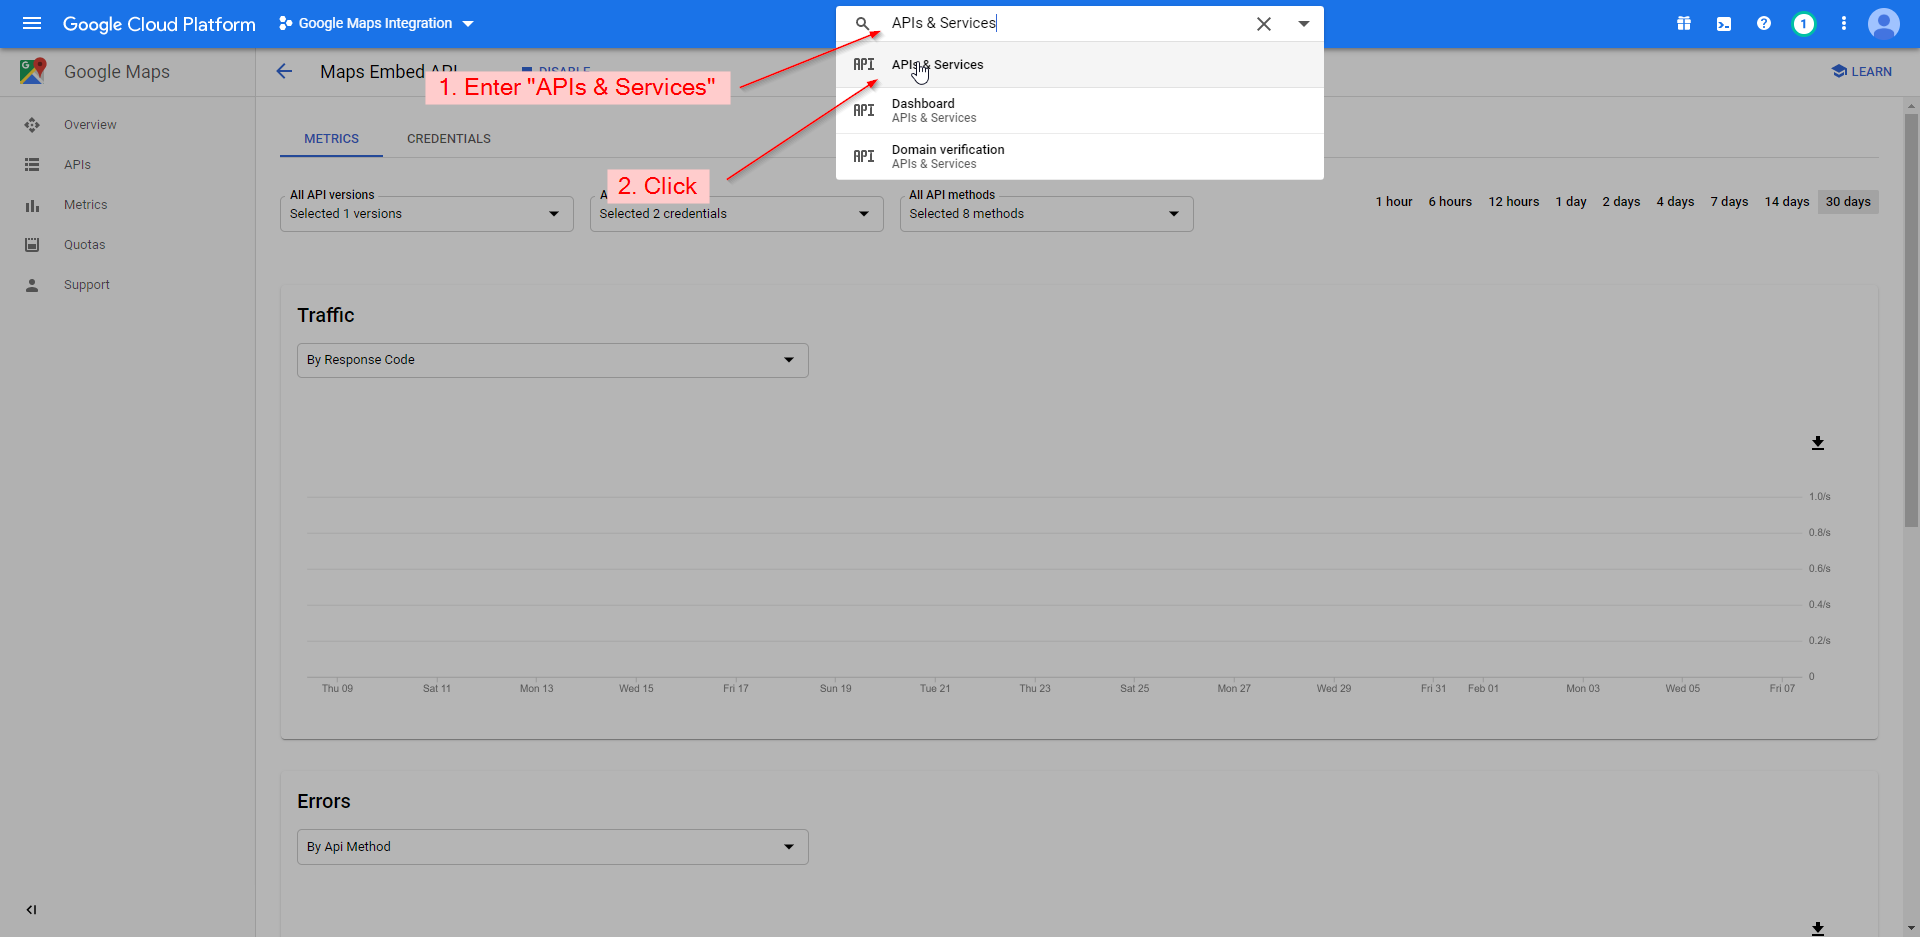 Google Cloud Platform
Google Maps Integration
APIs & Services
1
Google Maps
Maps Embed API
DISABLE
LEARN
1. Enter "APIs & Services"
API APIs & Services
API Dashboard
APIs & Services
API Domain verification
APIs & Services
2. Click
Overview
APIs
Metrics
Quotas
Support
METRICS
CREDENTIALS
All API versions
Selected 1 versions
A
Selected 2 credentials
All API methods
Selected 8 methods
1 hour 6 hours 12 hours 1 day 2 days 4 days 7 days 14 days 30 days
Traffic
By Response Code
1.0/s
0.8/s
0.6/s
0.4/s
0.2/s
0
Thu 09 Sat 11 Mon 13 Wed 15 Fri 17 Sun 19 Tue 21 Thu 23 Sat 25 Mon 27 Wed 29 Fri 31 Feb 01 Mon 03 Wed 05 Fri 07
Errors
By Api Method